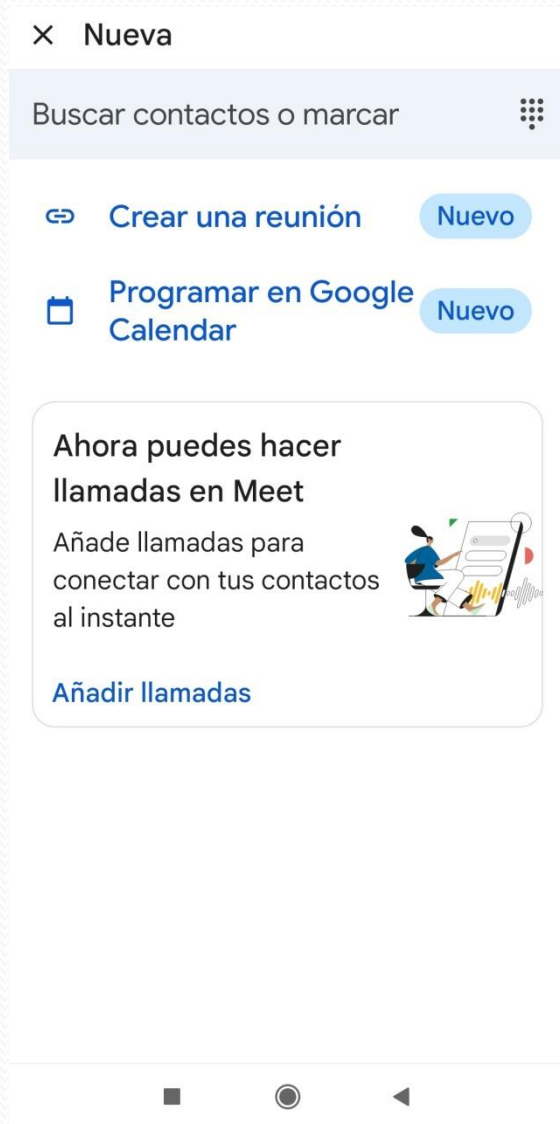 Nueva
Buscar contactos o marcar
Crear una reunión
Nuevo
Programar en Google
Calendar
Nuevo
Ahora puedes hacer
llamadas en Meet
Añade llamadas para
conectar con tus contactos
al instante
Añadir llamadas